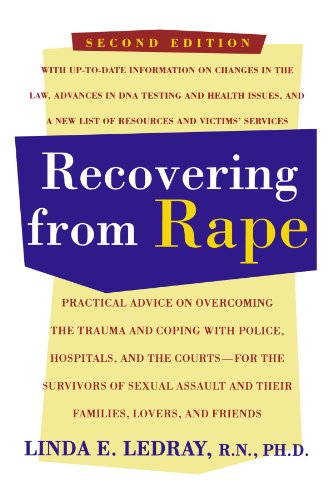 SECOND EDITION
WITH UP-TO-DATE INFORMATION ON CHANGES IN THE
LAW, ADVANCES IN DNA TESTING AND HEALTH ISSUES, AND
A NEW LIST OF RESOURCES AND VICTIMS' SERVICES
Recovering
from Rape
PRACTICAL ADVICE ON OVERCOMING
THE TRAUMA AND COPING WITH POLICE,
HOSPITALS, AND THE COURTS—FOR THE
SURVIVORS OF SEXUAL ASSAULT AND THEIR
FAMILIES, LOVERS, AND FRIENDS
LINDA E. LEDRAY, R.N., PH.D.